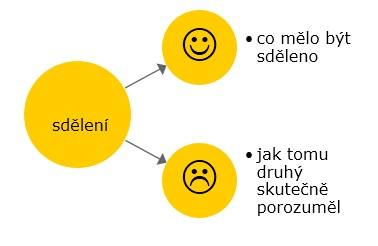 sdělení
• co mělo být
sděleno
• jak tomu
druhý
skutečně
porozuměl